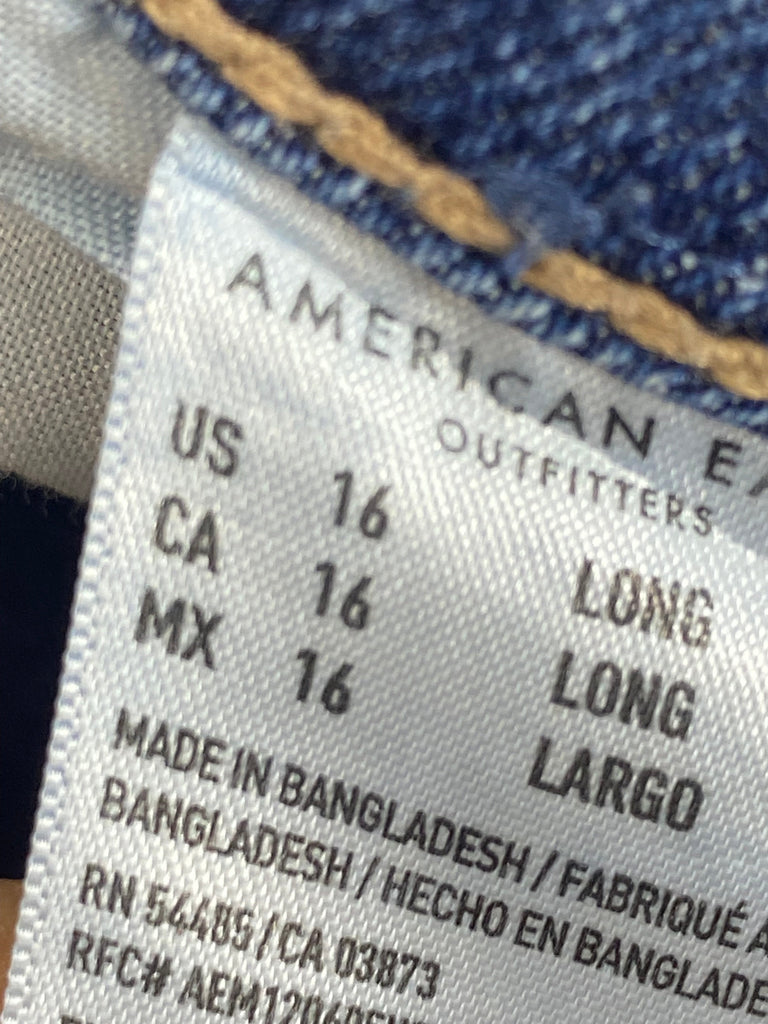 AMERICAN EA
OUTFITTERS
US 16 LONG
CA 16 LONG
MX 16 LARGO
MADE IN BANGLADESH / FABRIQUÉ A
BANGLADESH / HECHO EN BANGLADE
RN 54485 / CA 03873
RFC#